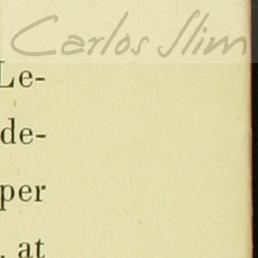 Carlos Slim
Le-
de-
per
, at